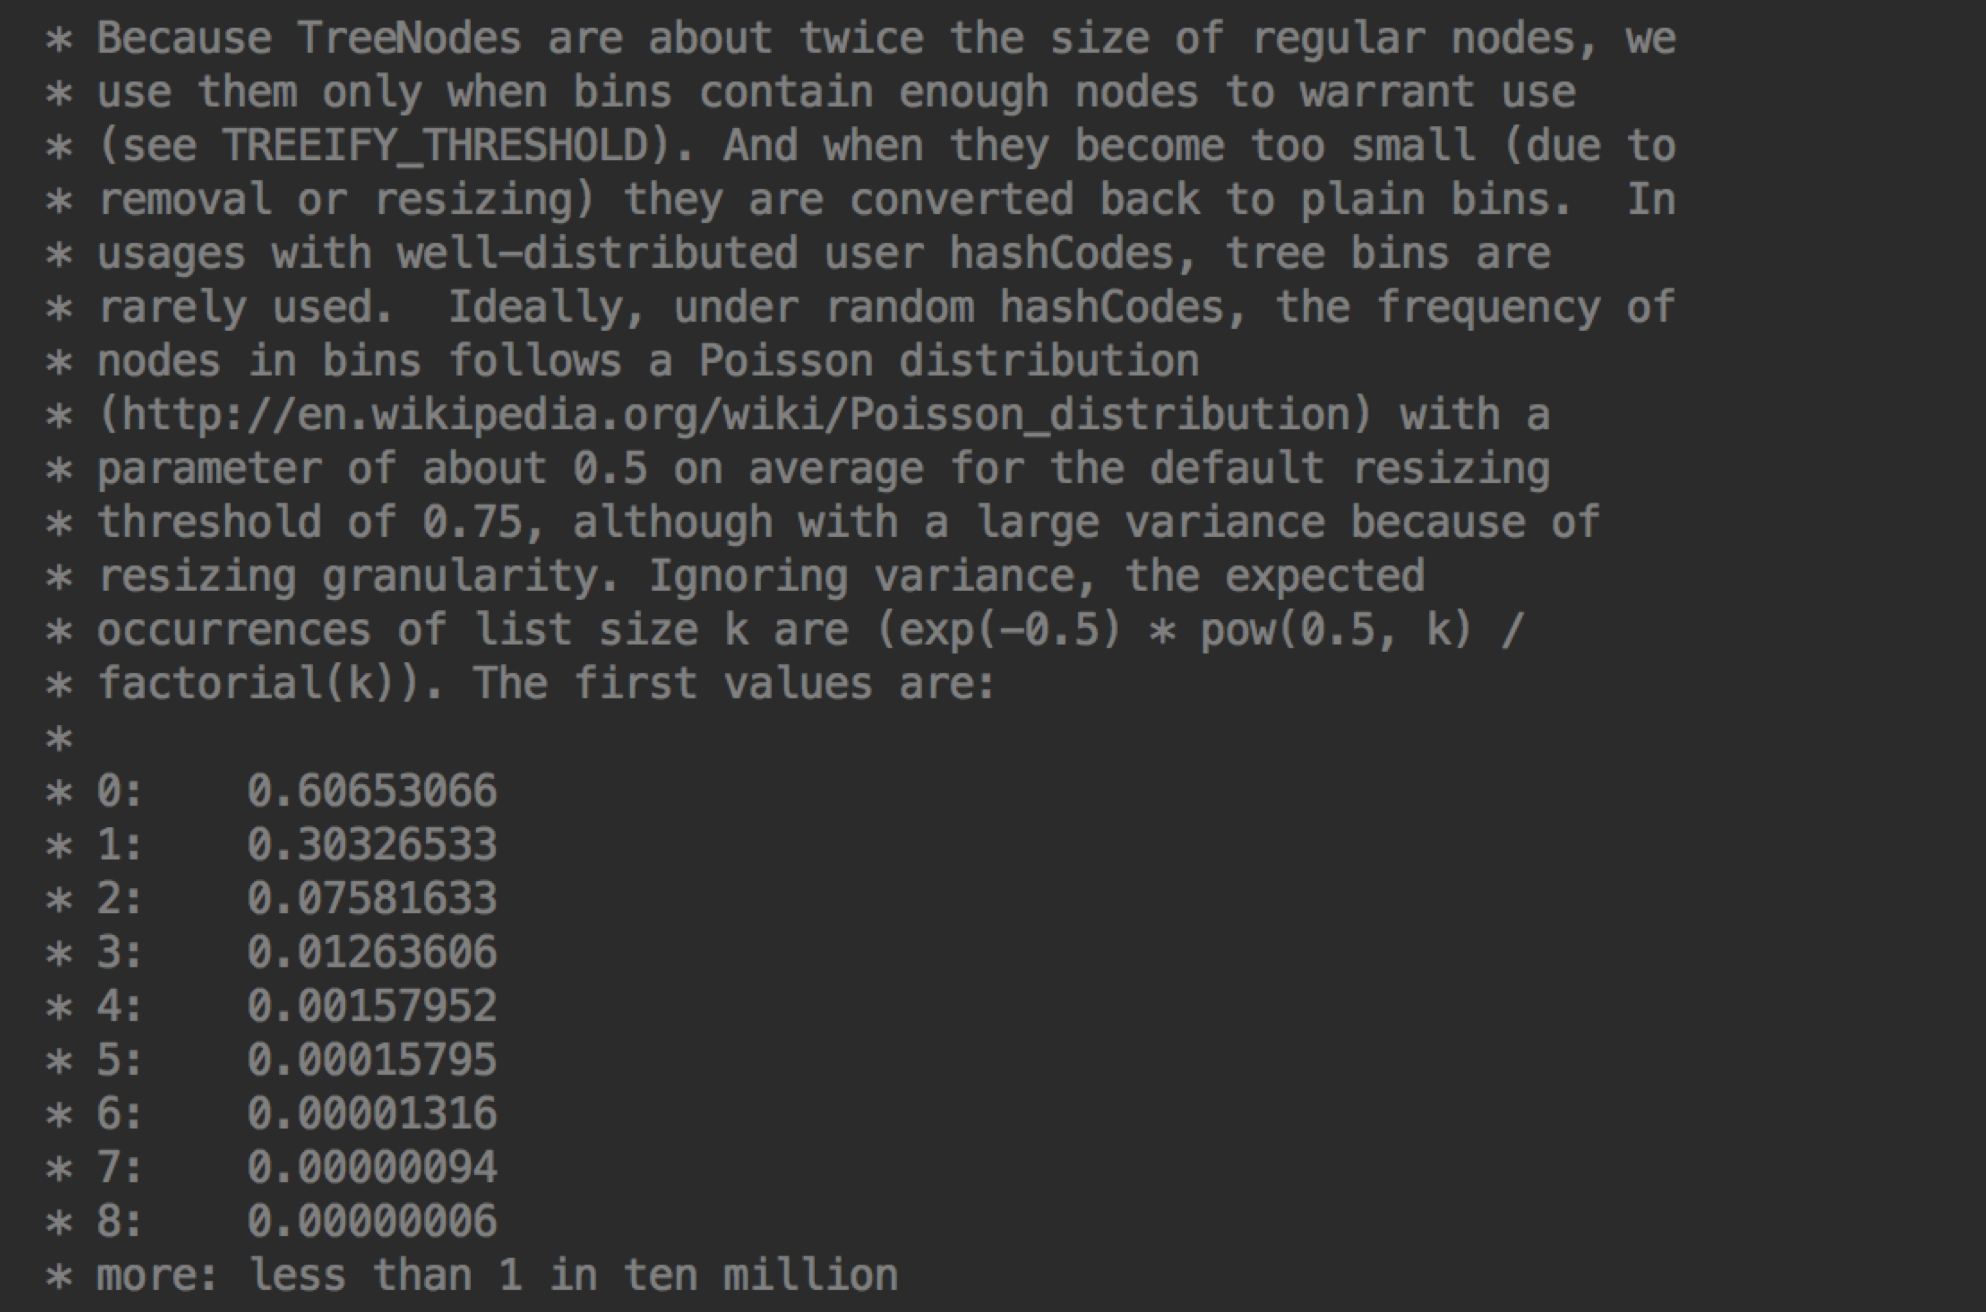 * Because TreeNodes are about twice the size of regular nodes, we
* use them only when bins contain enough nodes to warrant use
* (see TREEIFY_THRESHOLD). And when they become too small (due to
* removal or resizing) they are converted back to plain bins.  In
* usages with well-distributed user hashCodes, tree bins are
* rarely used.  Ideally, under random hashCodes, the frequency of
* nodes in bins follows a Poisson distribution
* (http://en.wikipedia.org/wiki/Poisson_distribution) with a
* parameter of about 0.5 on average for the default resizing
* threshold of 0.75, although with a large variance because of
* resizing granularity. Ignoring variance, the expected
* occurrences of list size k are (exp(-0.5) * pow(0.5, k) /
* factorial(k)). The first values are:
*
* 0:    0.60653066
* 1:    0.30326533
* 2:    0.07581633
* 3:    0.01263606
* 4:    0.00157952
* 5:    0.00015795
* 6:    0.00001316
* 7:    0.00000094
* 8:    0.00000006
* more: less than 1 in ten million